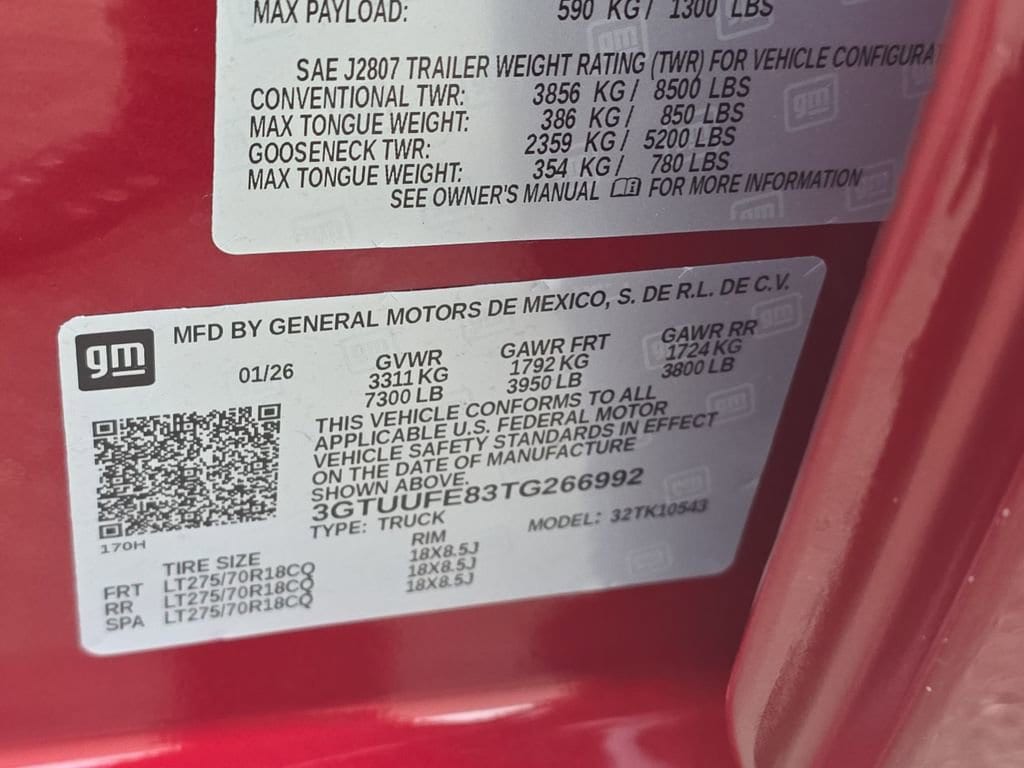 MAX PAYLOAD: 590 KG / 1300 LBS
SAE J2807 TRAILER WEIGHT RATING (TWR) FOR VEHICLE
CONVENTIONAL TWR: 3856 KG / 8500 LBS
MAX TONGUE WEIGHT: 386 KG / 850 LBS
GOOSENECK TWR: 2359 KG / 5200 LBS
MAX TONGUE WEIGHT: 354 KG / 780 LBS
SEE OWNER'S MANUAL FOR MORE INFORMATION
gm
MFD BY GENERAL MOTORS DE MEXICO, S. DE R.L. DE C.V.
01/26
GVWR GAWR FRT GAWR RR
3311 KG 1792 KG 1724 KG
7300 LB 3950 LB 3800 LB
THIS VEHICLE CONFORMS TO ALL
APPLICABLE U.S. FEDERAL MOTOR
VEHICLE SAFETY STANDARDS IN EFFECT
ON THE DATE OF MANUFACTURE
SHOWN ABOVE.
3GTUUFE83TG266992
TYPE: TRUCK MODEL: 32TK10543
170H
TIRE SIZE RIM
FRT LT275/70R18CQ 18X8.5J
RR LT275/70R18CQ 18X8.5J
SPA LT275/70R18CQ 18X8.5J